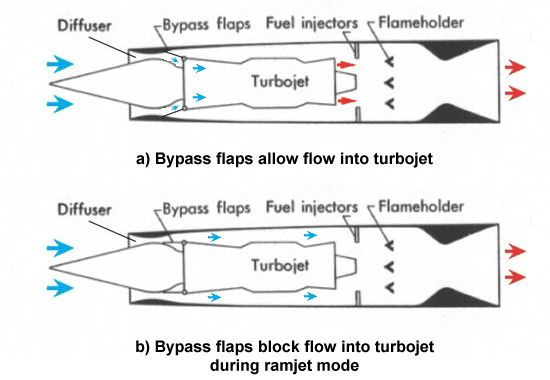 Diffuser
Bypass flaps
Fuel injectors
Flameholder
Turbojet
a) Bypass flaps allow flow into turbojet
Diffuser
Bypass flaps
Fuel injectors
Flameholder
Turbojet
b) Bypass flaps block flow into turbojet
during ramjet mode